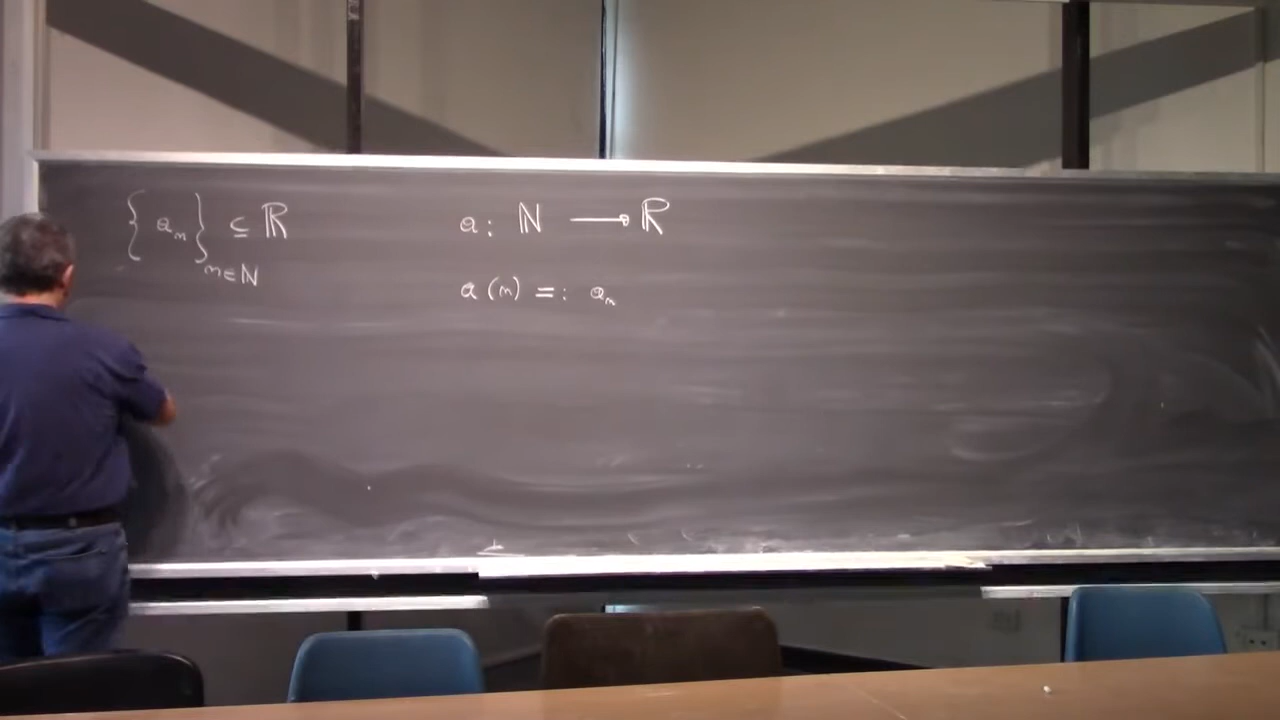 {a_n}_{n∈ℕ} ⊆ ℝ
a: ℕ ⟶ ℝ
a(n) =: a_n